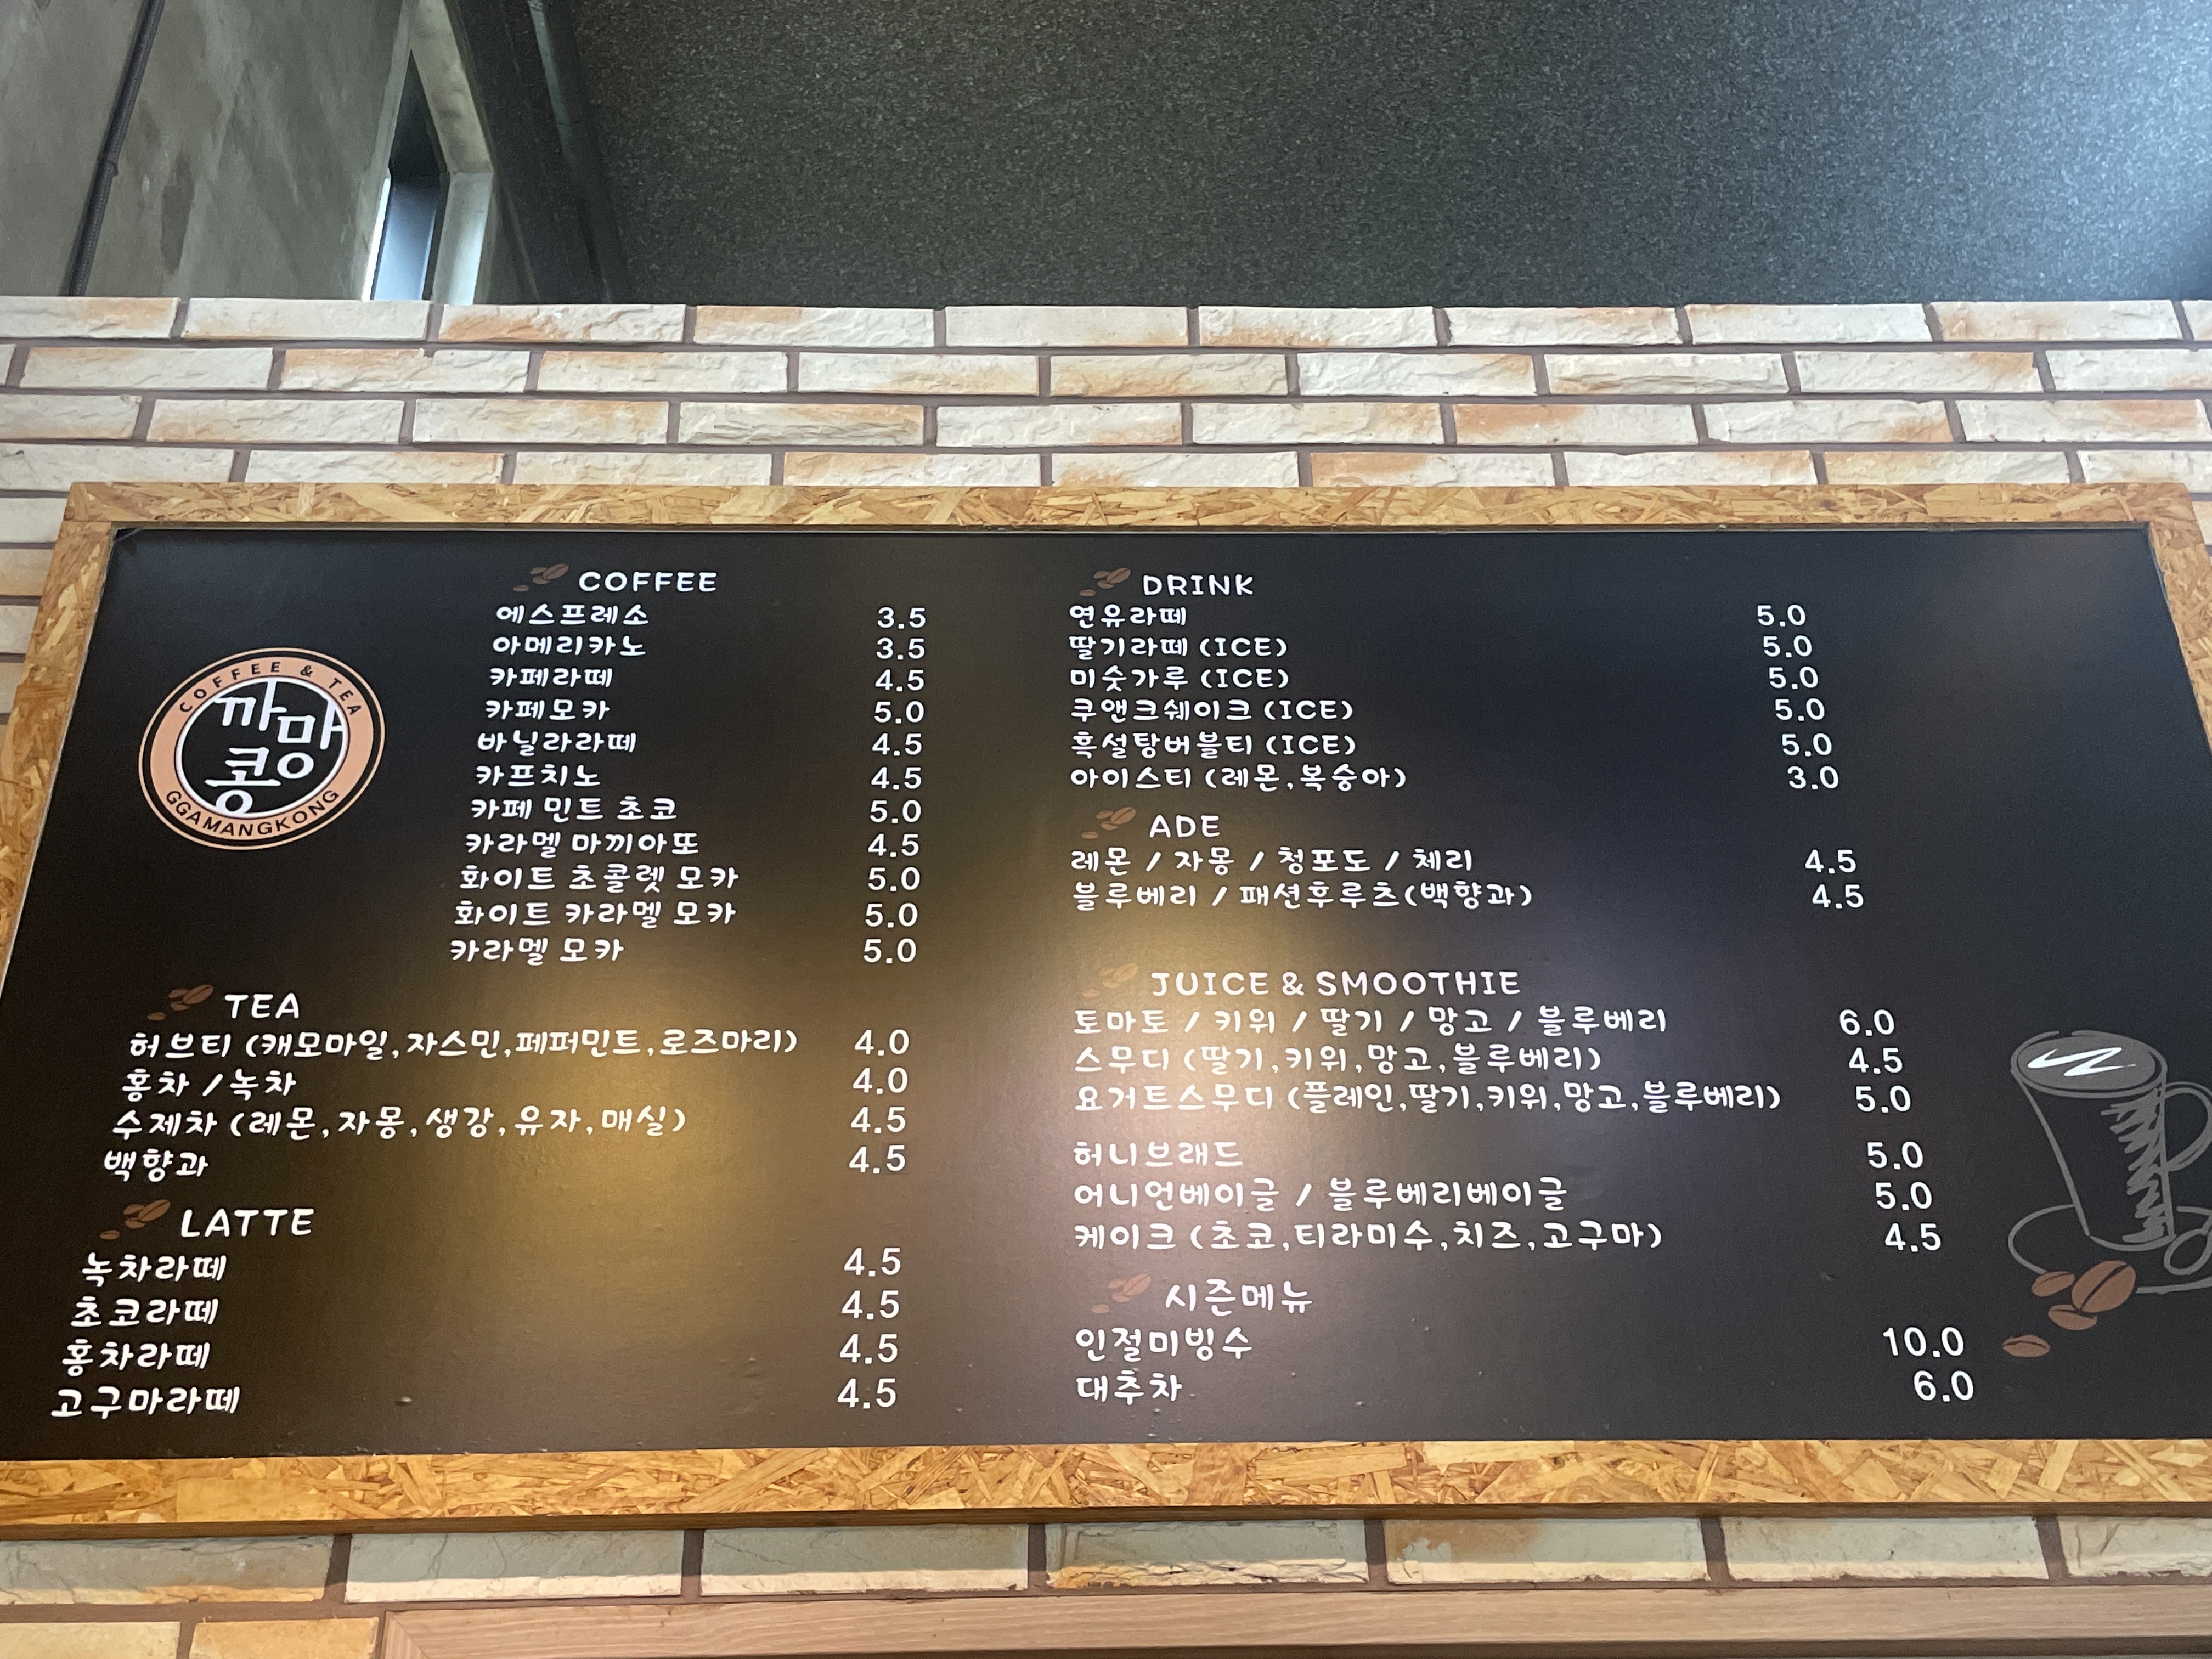 COFFEE & TEA
까망콩
GGAMANGKONG
COFFEE
에스프레소 3.5
아메리카노 3.5
카페라떼 4.5
카페모카 5.0
바닐라라떼 4.5
카프치노 4.5
카페 민트 초코 5.0
카라멜 마끼아또 4.5
화이트 초콜렛 모카 5.0
화이트 카라멜 모카 5.0
카라멜 모카 5.0
TEA
허브티 (캐모마일,자스민,페퍼민트,로즈마리) 4.0
홍차 / 녹차 4.0
수제차 (레몬,자몽,생강,유자,매실) 4.5
백향과 4.5
LATTE
녹차라떼 4.5
초코라떼 4.5
홍차라떼 4.5
고구마라떼 4.5
DRINK
연유라떼 5.0
딸기라떼 (ICE) 5.0
미숫가루 (ICE) 5.0
쿠앤크쉐이크 (ICE) 5.0
흑설탕버블티 (ICE) 5.0
아이스티 (레몬,복숭아) 3.0
ADE
레몬 / 자몽 / 청포도 / 체리 4.5
블루베리 / 패션후루츠(백향과) 4.5
JUICE & SMOOTHIE
토마토 / 키위 / 딸기 / 망고 / 블루베리 6.0
스무디 (딸기,키위,망고,블루베리) 4.5
요거트스무디 (플레인,딸기,키위,망고,블루베리) 5.0
허니브래드 5.0
어니언베이글 / 블루베리베이글 5.0
케이크 (초코,티라미수,치즈,고구마) 4.5
시즌메뉴
인절미빙수 10.0
대추차 6.0